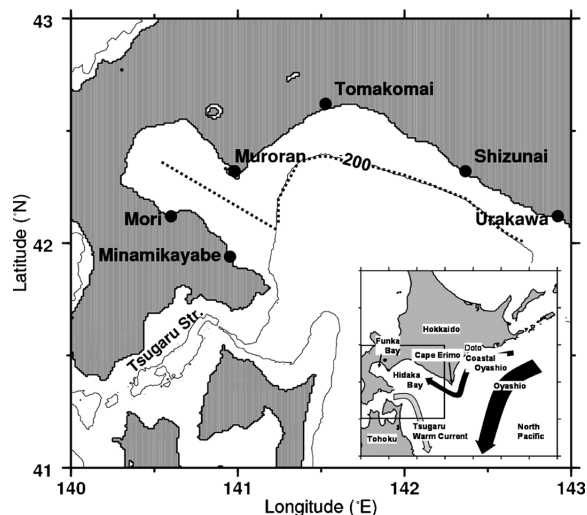 43
Tomakomai
Muroran
200
Shizunai
Mori
Urakawa
42
Minamikayabe
Latitude (°N)
Tsugaru Str.
Hokkaido
Funka
Bay
Doto
Cape Erimo
Coastal
Oyashio
Hidaka
Bay
Oyashio
Tsugaru
Warm Current
North
Pacific
Tohoku
41
140
141
142
143
Longitude (°E)